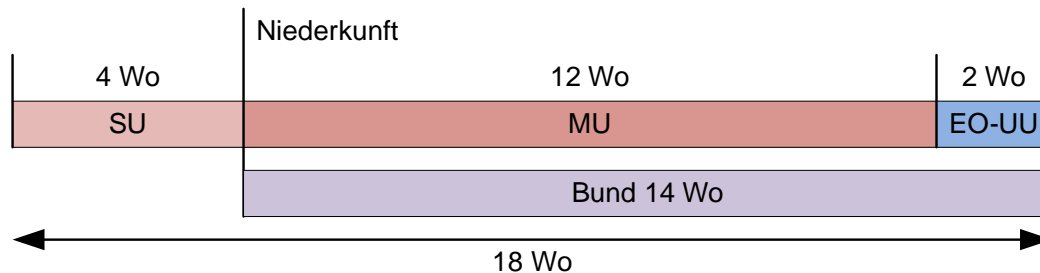 Niederkunft
4 Wo
12 Wo
2 Wo
SU
MU
EO-UU
Bund 14 Wo
18 Wo